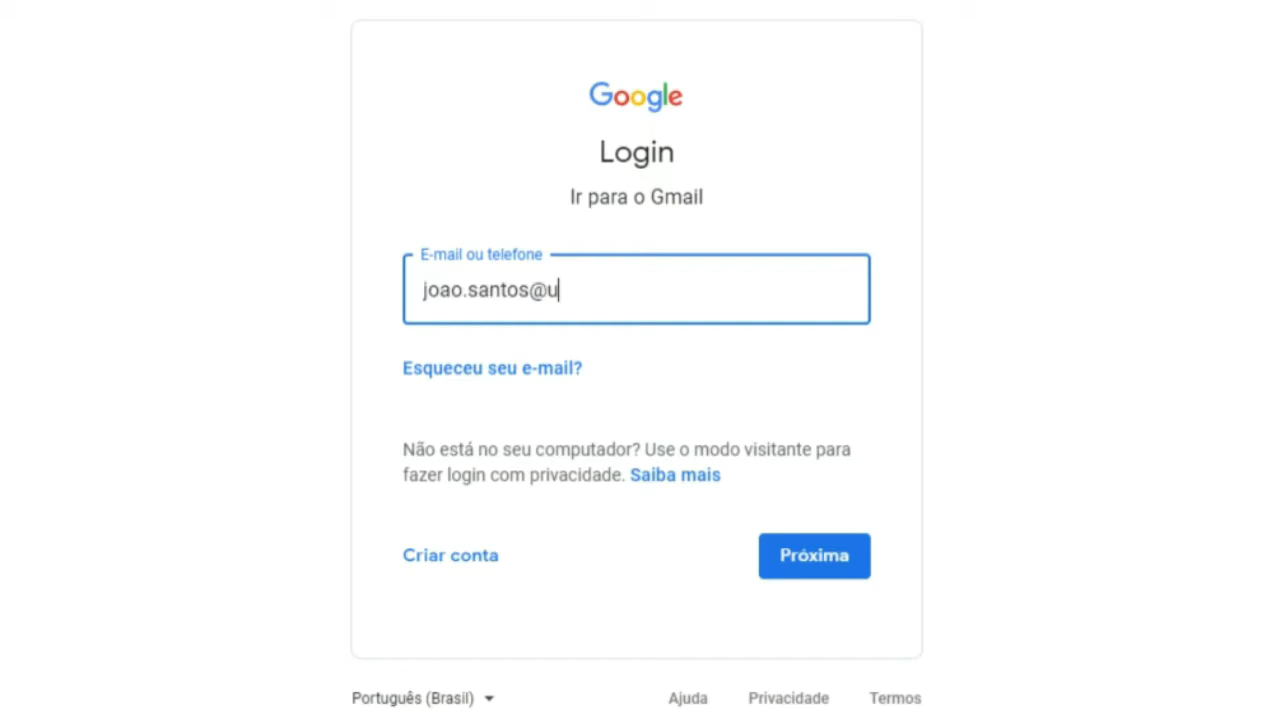 Google
Login
Ir para o Gmail
E-mail ou telefone
joao.santos@u
Esqueceu seu e-mail?
Não está no seu computador? Use o modo visitante para
fazer login com privacidade. Saiba mais
Criar conta
Próxima
Português (Brasil)
Ajuda
Privacidade
Termos